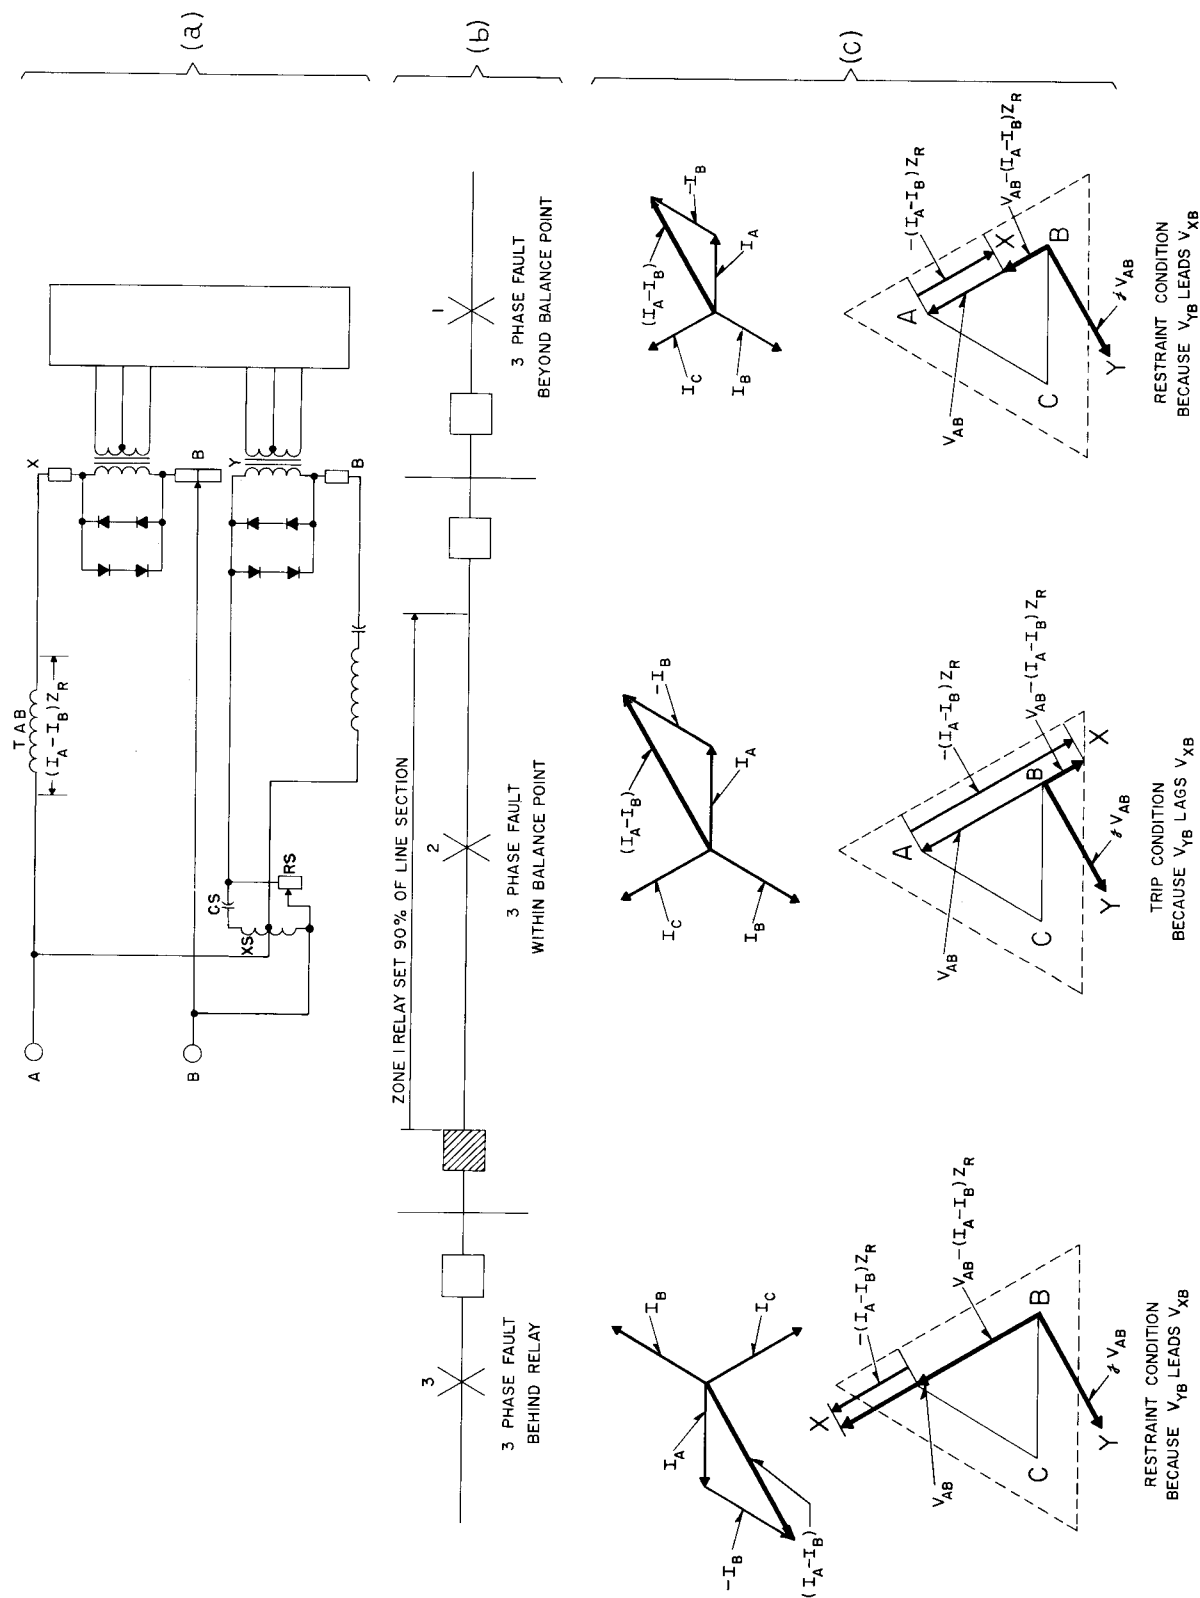 A
B
T AB
(I_A-I_B)Z_R
X
B
Y
B
XS
CS
RS
(a)
ZONE 1 RELAY SET 90% OF LINE SECTION
3
3 PHASE FAULT
BEHIND RELAY
2
3 PHASE FAULT
WITHIN BALANCE POINT
1
3 PHASE FAULT
BEYOND BALANCE POINT
(b)
I_A
I_B
I_C
-I_B
(I_A-I_B)
I_C
I_B
I_A
-I_B
(I_A-I_B)
I_C
I_B
I_A
-I_B
(I_A-I_B)
(c)
X
-(I_A-I_B)Z_R
V_AB-(I_A-I_B)Z_R
V_AB
B
C
Y
j V_AB
RESTRAINT CONDITION
BECAUSE V_YB LEADS V_XB
A
-(I_A-I_B)Z_R
V_AB-(I_A-I_B)Z_R
V_AB
B
X
C
Y
j V_AB
TRIP CONDITION
BECAUSE V_YB LAGS V_XB
A
-(I_A-I_B)Z_R
X
V_AB-(I_A-I_B)Z_R
V_AB
B
C
Y
j V_AB
RESTRAINT CONDITION
BECAUSE V_YB LEADS V_XB